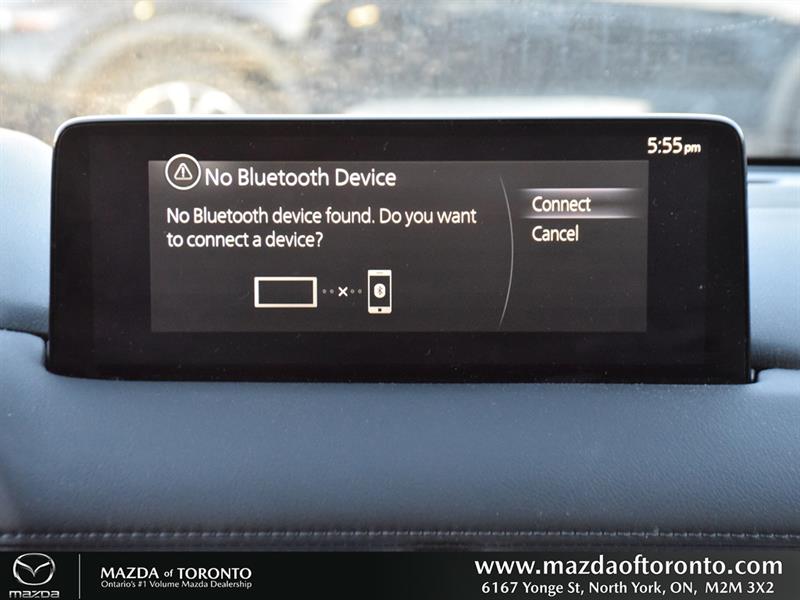 5:55pm
No Bluetooth Device
No Bluetooth device found. Do you want
to connect a device?
Connect
Cancel
MAZDA of TORONTO
Ontario's #1 Volume Mazda Dealership
mazda
www.mazdaoftoronto.com
6167 Yonge St, North York, ON, M2M 3X2